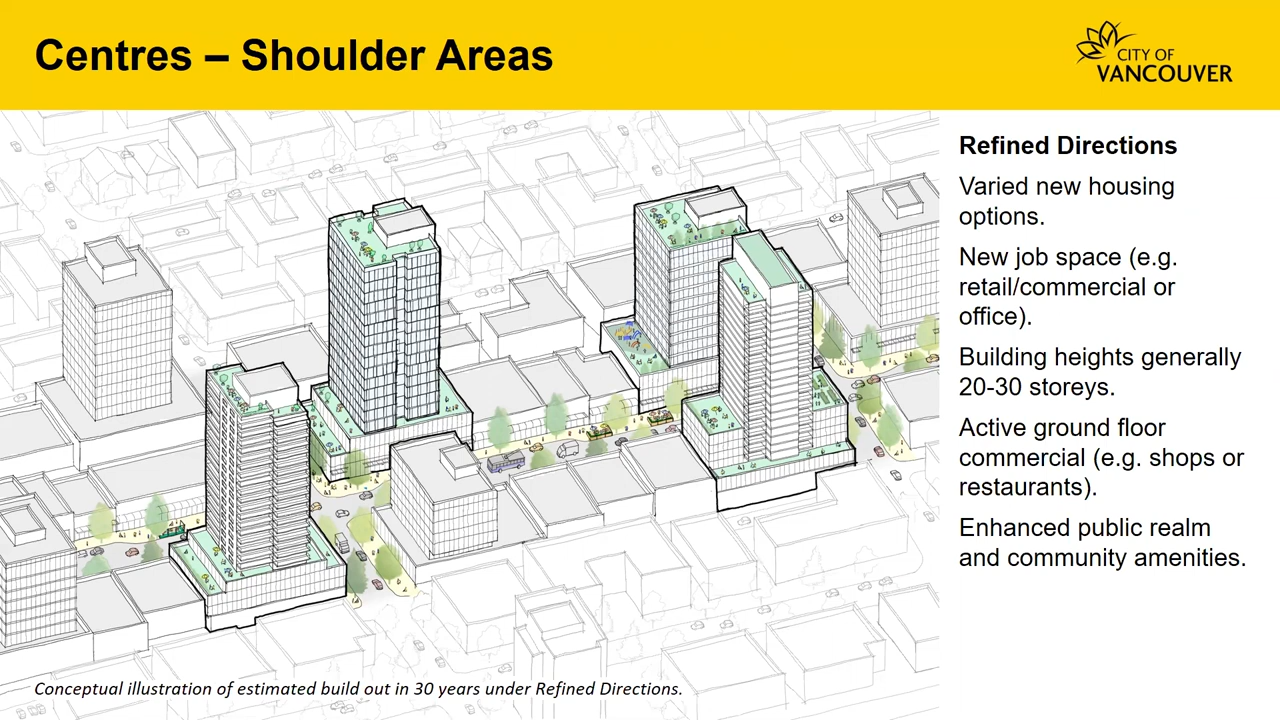 Centres – Shoulder Areas
CITY OF
VANCOUVER
Refined Directions
Varied new housing
options.
New job space (e.g.
retail/commercial or
office).
Building heights generally
20-30 storeys.
Active ground floor
commercial (e.g. shops or
restaurants).
Enhanced public realm
and community amenities.
Conceptual illustration of estimated build out in 30 years under Refined Directions.